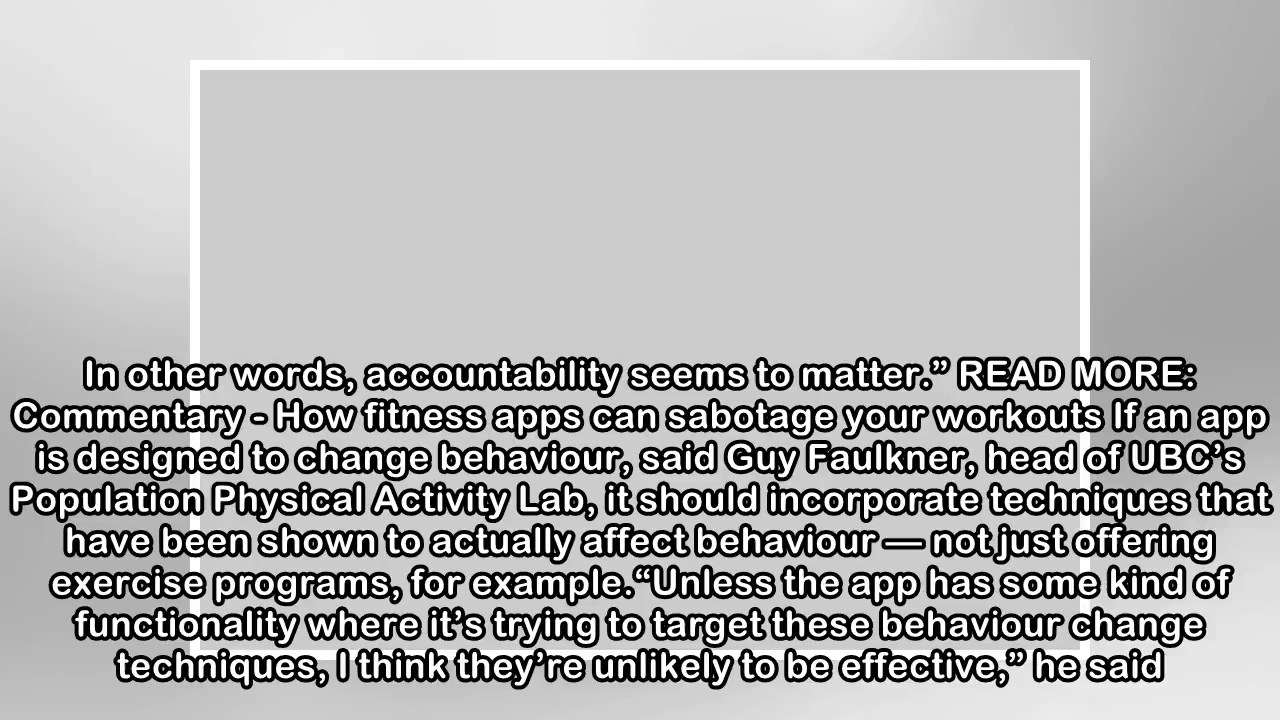 In other words, accountability seems to matter.” READ MORE:
Commentary - How fitness apps can sabotage your workouts If an app
is designed to change behaviour, said Guy Faulkner, head of UBC’s
Population Physical Activity Lab, it should incorporate techniques that
have been shown to actually affect behaviour — not just offering
exercise programs, for example.“Unless the app has some kind of
functionality where it’s trying to target these behaviour change
techniques, I think they’re unlikely to be effective,” he said